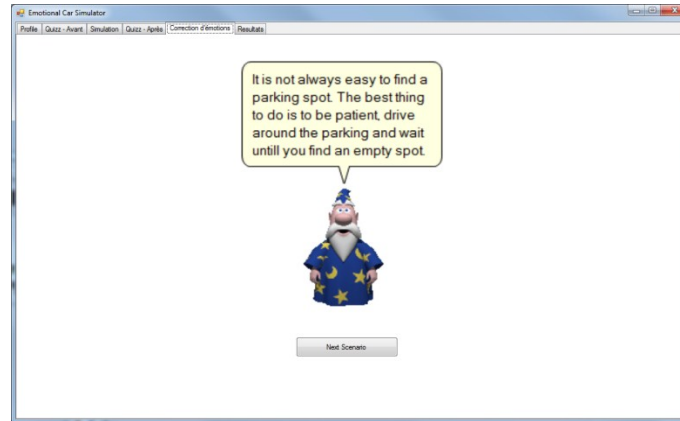 Emotional Car Simulator
Profile Quizz - Avant Simulation Quizz - Après Correction d'émotions Resultats
It is not always easy to find a
parking spot. The best thing
to do is to be patient, drive
around the parking and wait
untill you find an empty spot.
Next Scenario